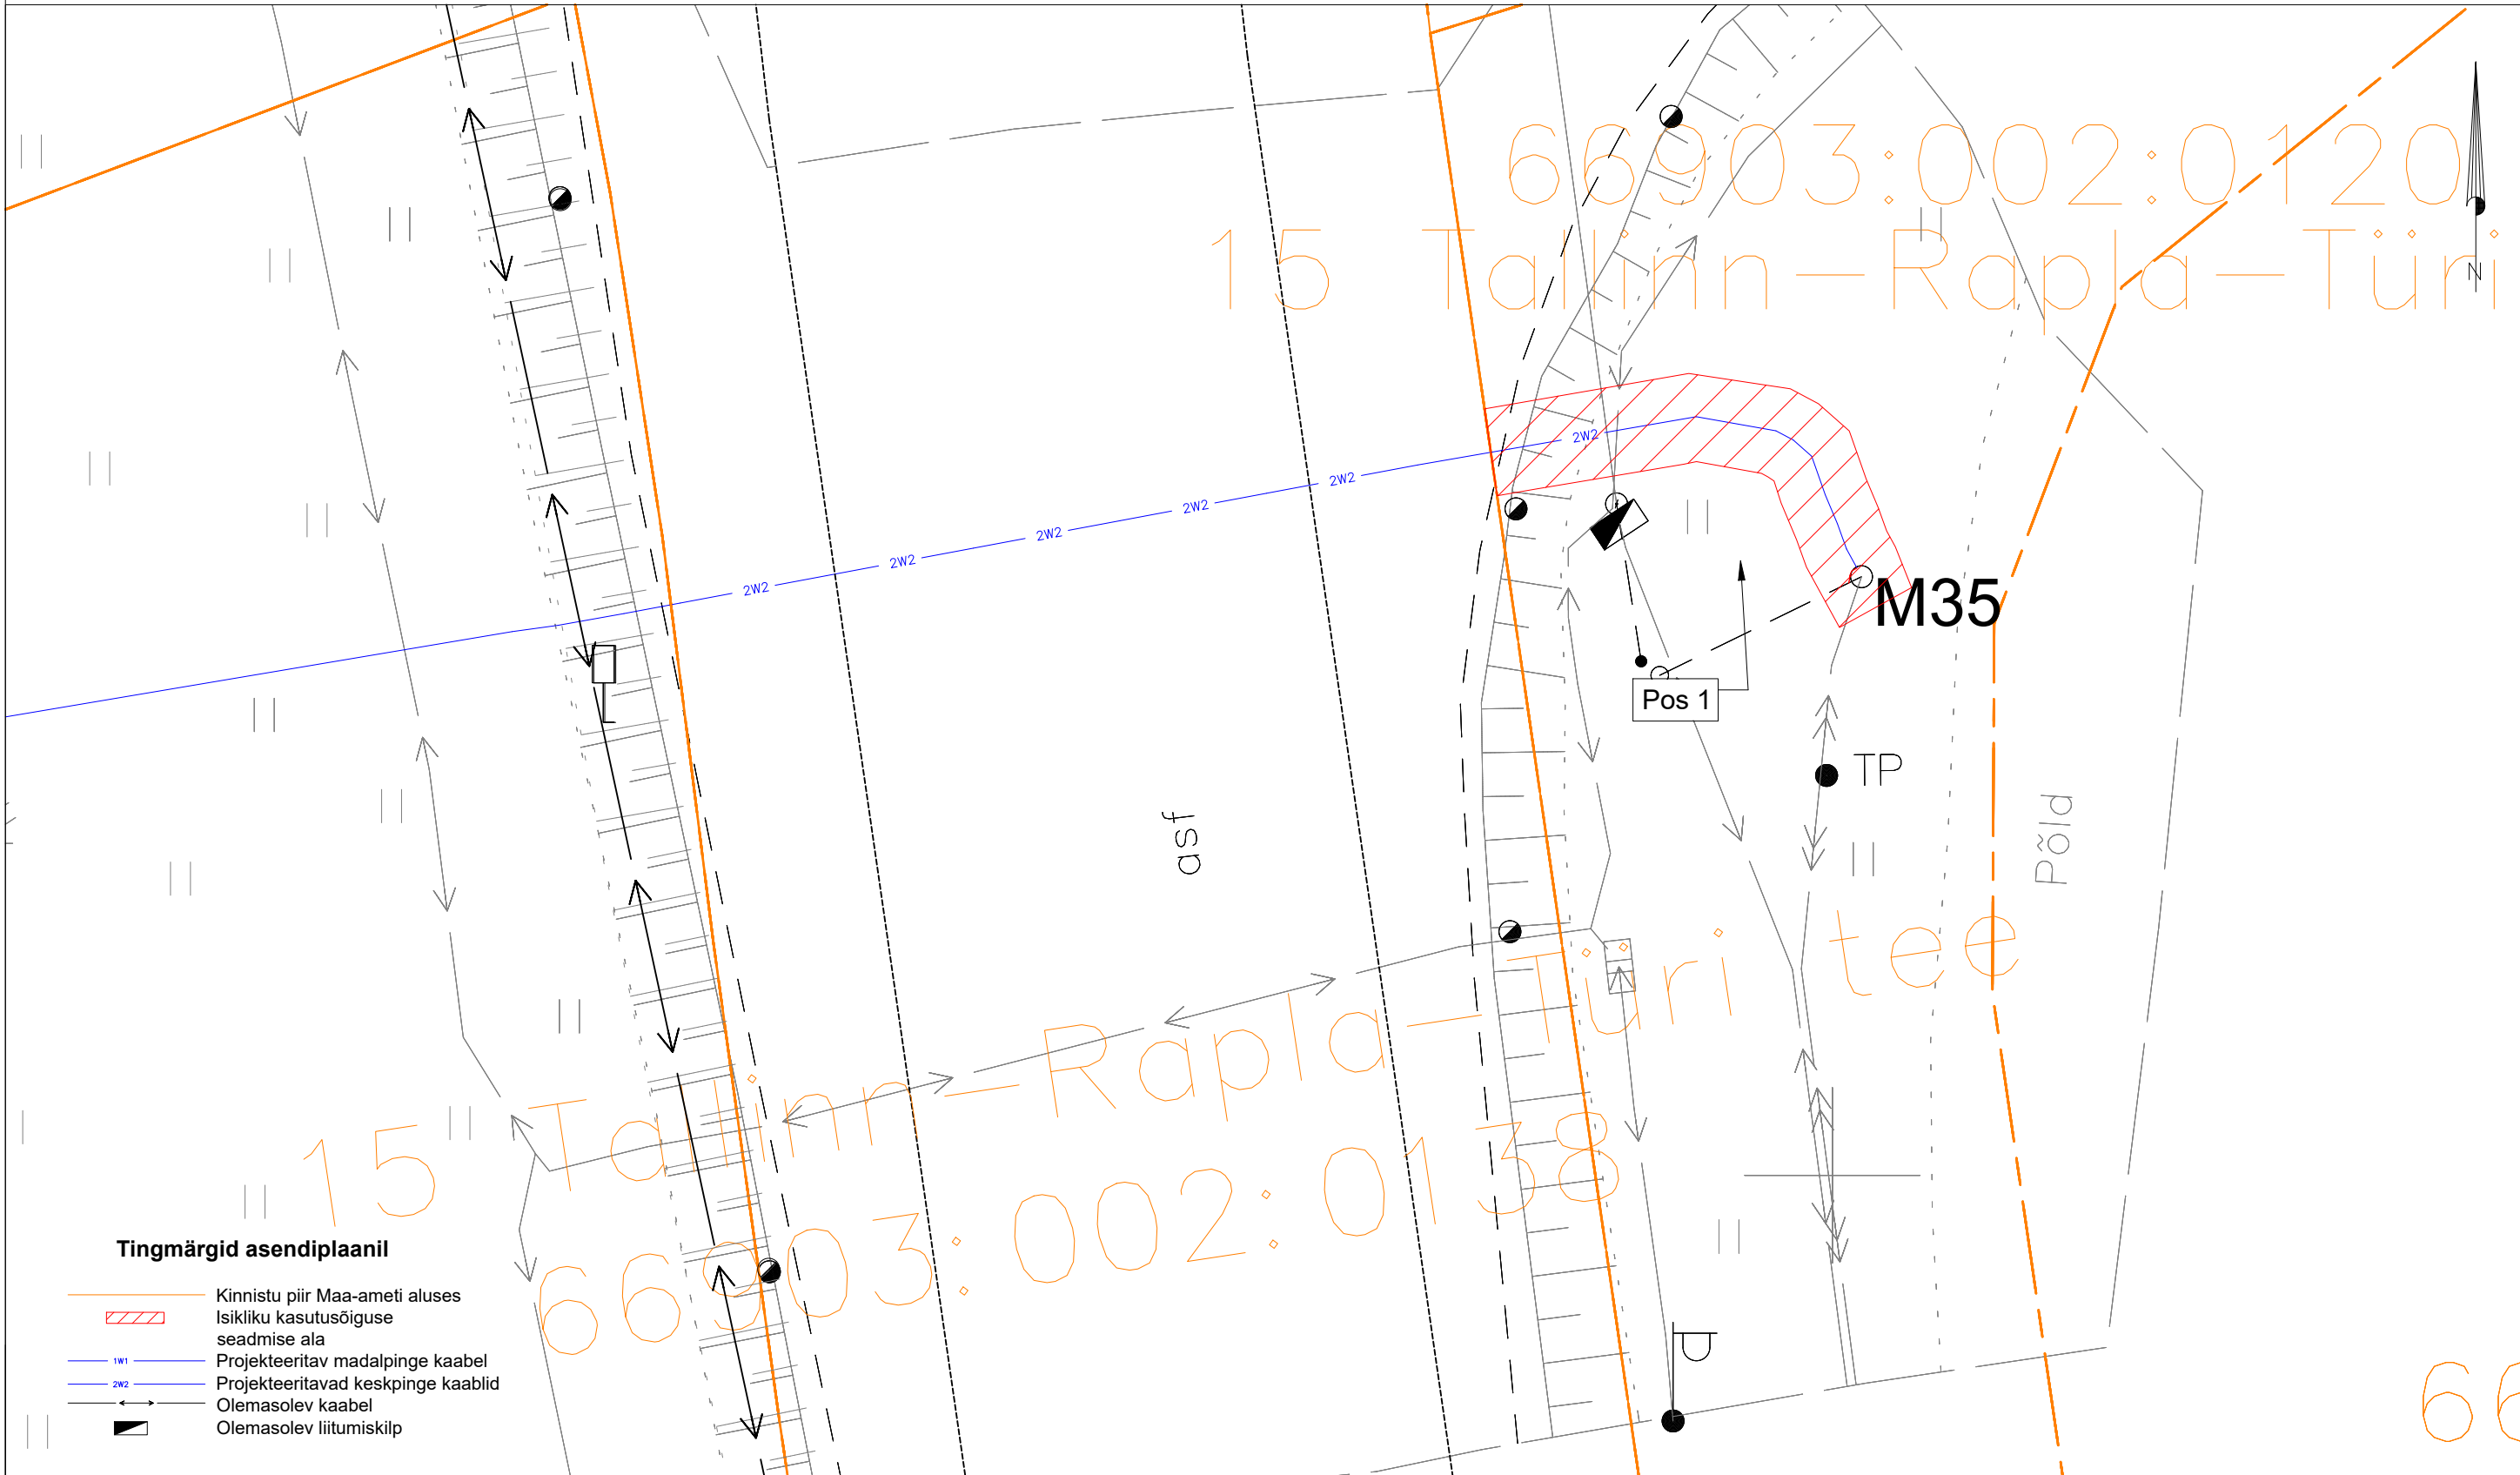 66903:002:0120
15 Tallinn-Rapla-Türi
N
2W2
2W2
2W2
2W2
2W2
2W2
M35
Pos 1
TP
asf
Põld
15 Tallinn-Rapla-Türi tee
66903:002:0138
66
Tingmärgid asendiplaanil
Kinnistu piir Maa-ameti aluses
Isikliku kasutusõiguse
seadmise ala
1W1 Projekteeritav madalpinge kaabel
2W2 Projekteeritavad keskpinge kaablid
Olemasolev kaabel
Olemasolev liitumiskilp